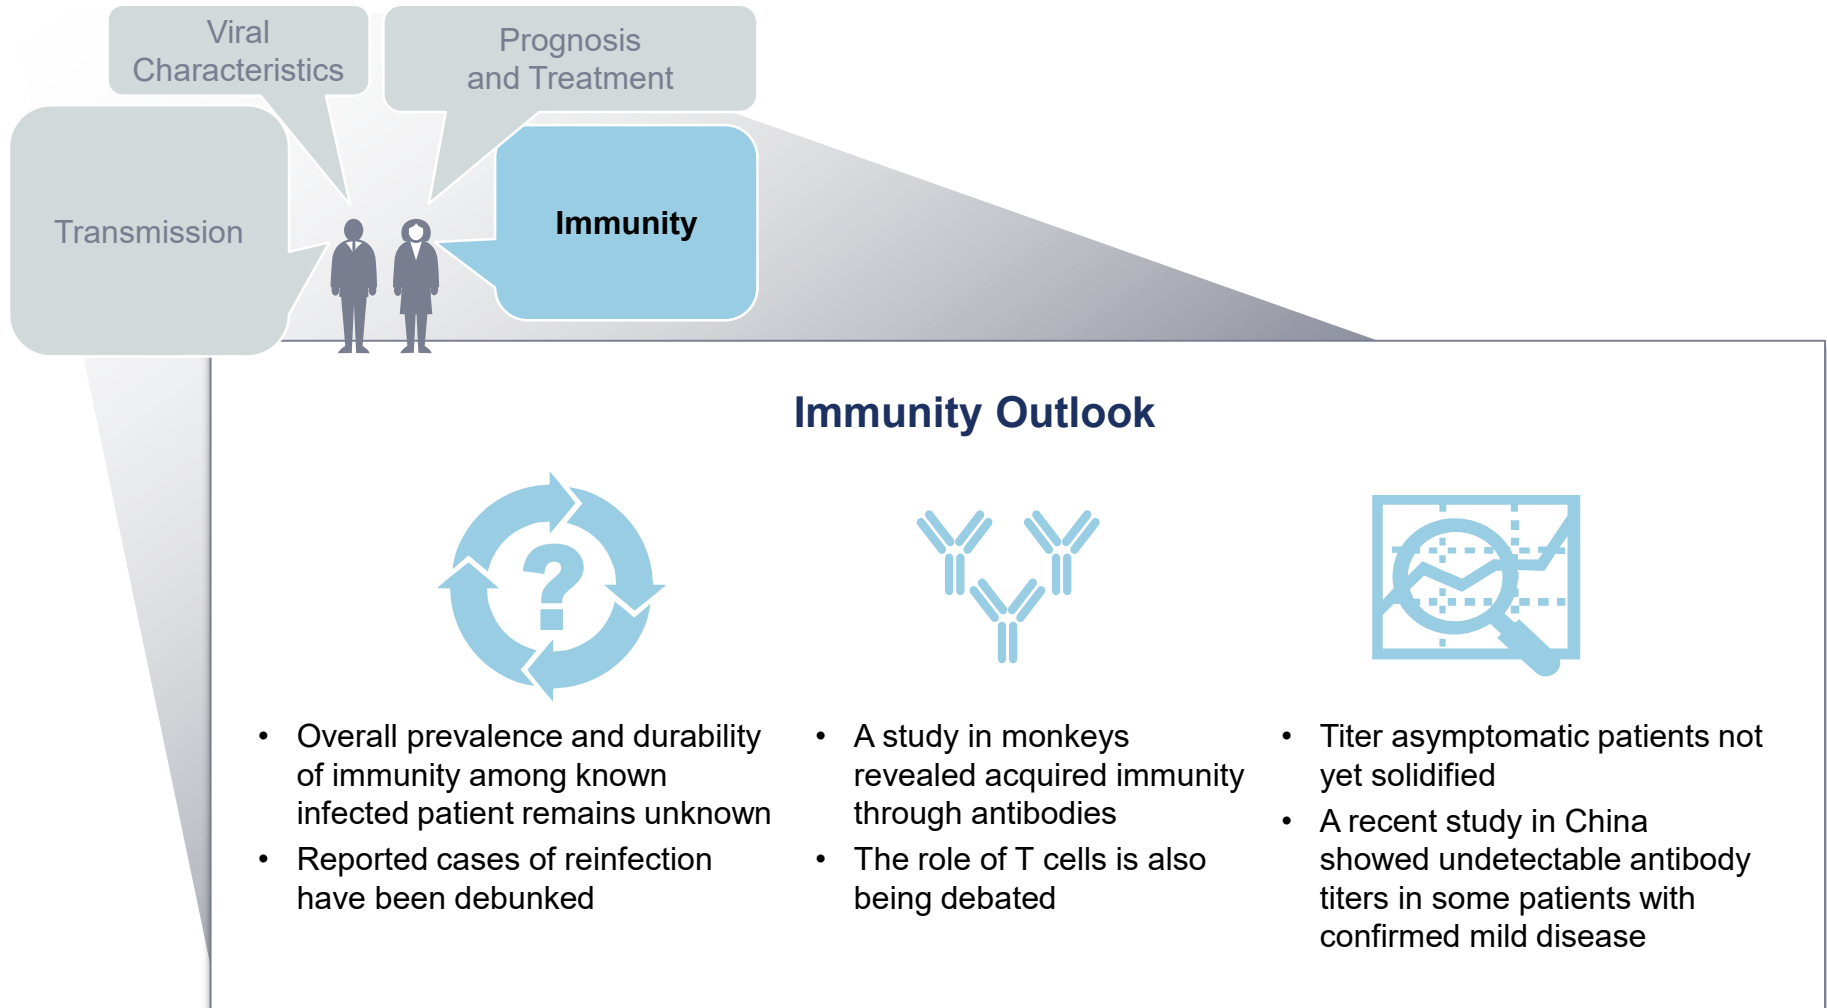 Viral
Characteristics
Prognosis
and Treatment
Transmission
Immunity
Immunity Outlook
?
• Overall prevalence and durability
of immunity among known
infected patient remains unknown
• Reported cases of reinfection
have been debunked
• A study in monkeys
revealed acquired immunity
through antibodies
• The role of T cells is also
being debated
• Titer asymptomatic patients not
yet solidified
• A recent study in China
showed undetectable antibody
titers in some patients with
confirmed mild disease